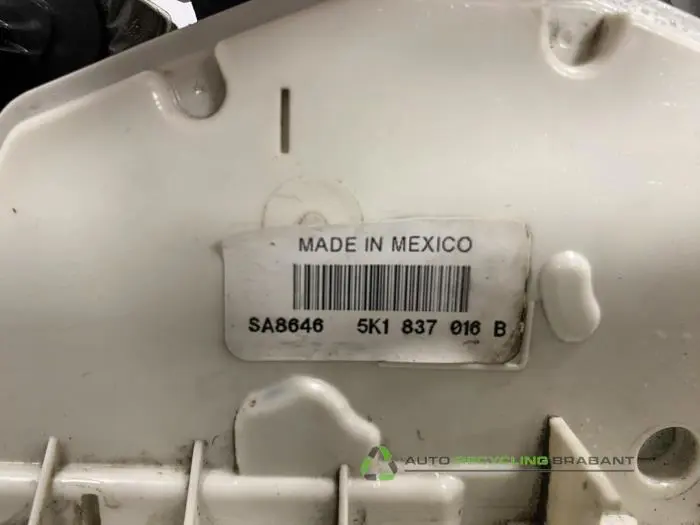 MADE IN MEXICO
SA8646 5K1 837 016 B
AUTO RECYCLING BRABANT